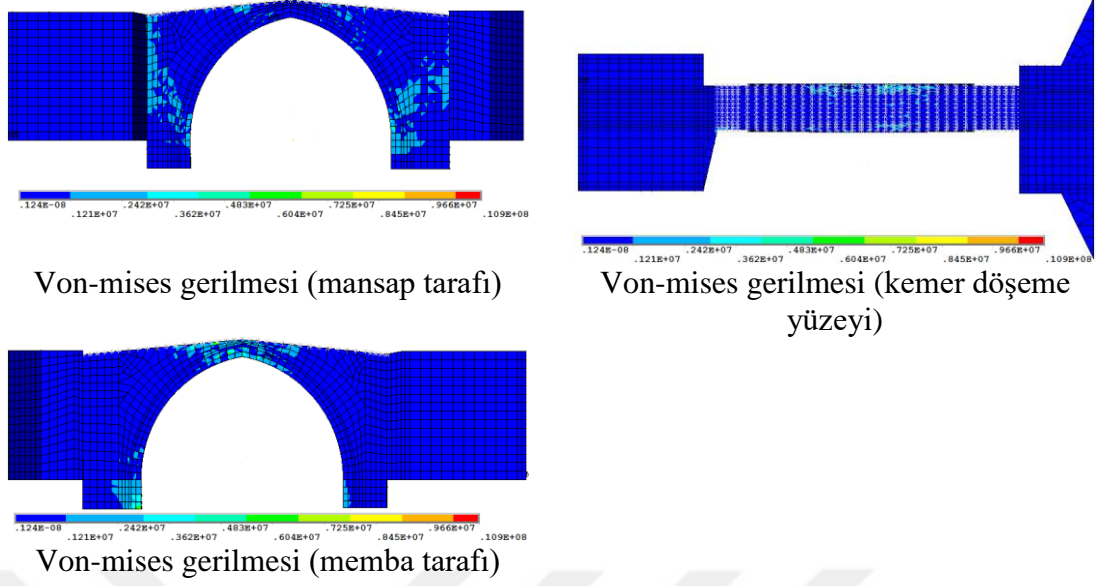 .124E-08 .242E+07 .483E+07 .725E+07 .966E+07
.121E+07 .362E+07 .604E+07 .845E+07 .109E+08
Von-mises gerilmesi (mansap tarafı)
.124E-08 .242E+07 .483E+07 .725E+07 .966E+07
.121E+07 .362E+07 .604E+07 .845E+07 .109E+08
Von-mises gerilmesi (kemer döşeme
yüzeyi)
.124E-08 .242E+07 .483E+07 .725E+07 .966E+07
.121E+07 .362E+07 .604E+07 .845E+07 .109E+08
Von-mises gerilmesi (memba tarafı)